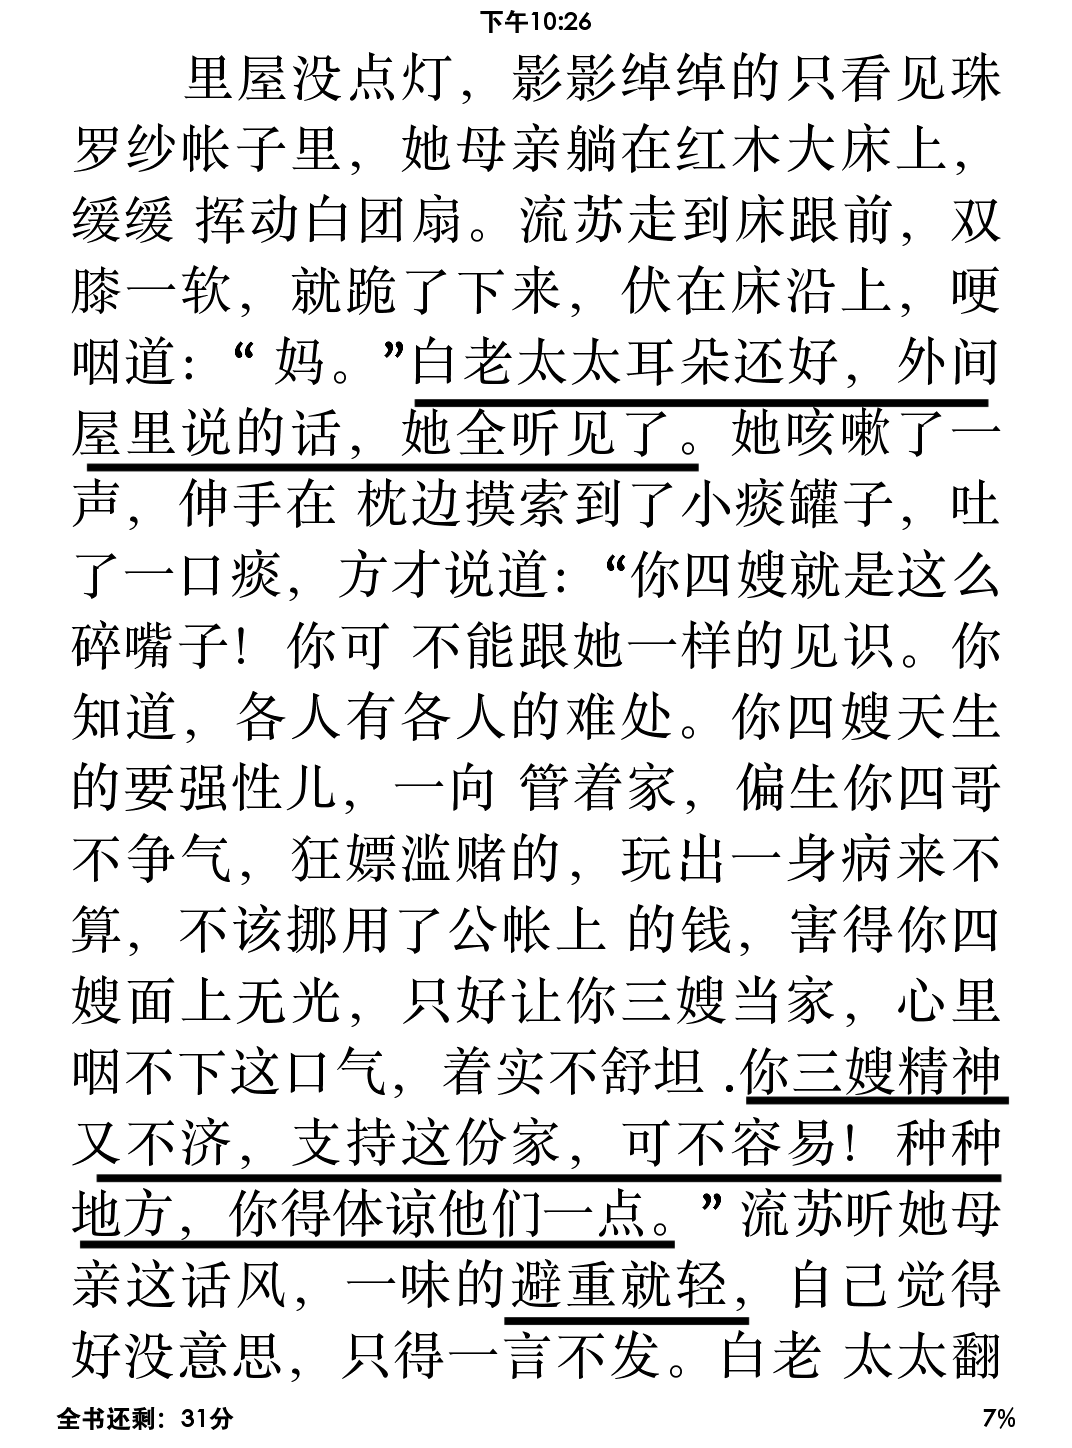 下午10:26
里屋没点灯，影影绰绰的只看见珠
罗纱帐子里，她母亲躺在红木大床上，
缓缓 挥动白团扇。流苏走到床跟前，双
膝一软，就跪了下来，伏在床沿上，哽
咽道：“ 妈。”白老太太耳朵还好，外间
屋里说的话，她全听见了。她咳嗽了一
声，伸手在 枕边摸索到了小痰罐子，吐
了一口痰，方才说道：“你四嫂就是这么
碎嘴子！你可 不能跟她一样的见识。你
知道，各人有各人的难处。你四嫂天生
的要强性儿，一向 管着家，偏生你四哥
不争气，狂嫖滥赌的，玩出一身病来不
算，不该挪用了公帐上 的钱，害得你四
嫂面上无光，只好让你三嫂当家，心里
咽不下这口气，着实不舒坦 .你三嫂精神
又不济，支持这份家，可不容易！种种
地方，你得体谅他们一点。” 流苏听她母
亲这话风，一味的避重就轻，自己觉得
好没意思，只得一言不发。白老 太太翻
全书还剩：31分
7%